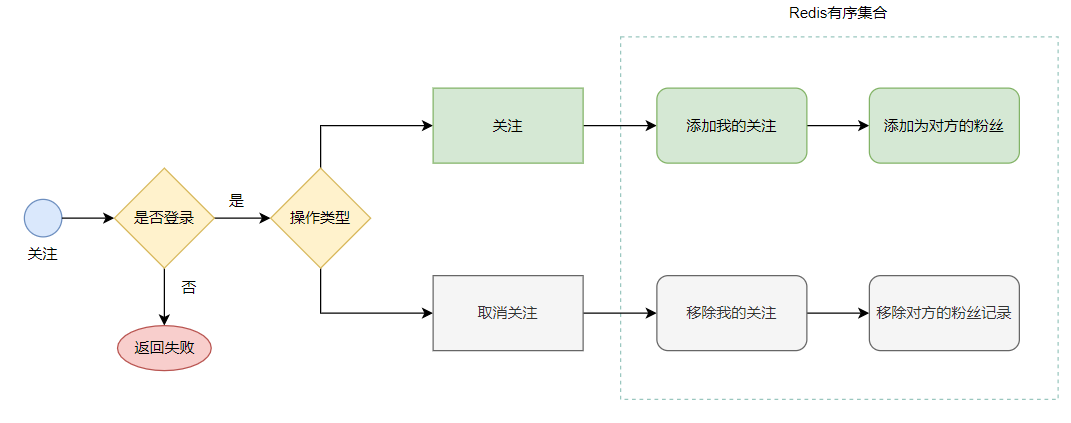 Redis有序集合
关注
添加我的关注
添加为对方的粉丝
是
是否登录
操作类型
关注
否
取消关注
移除我的关注
移除对方的粉丝记录
返回失败